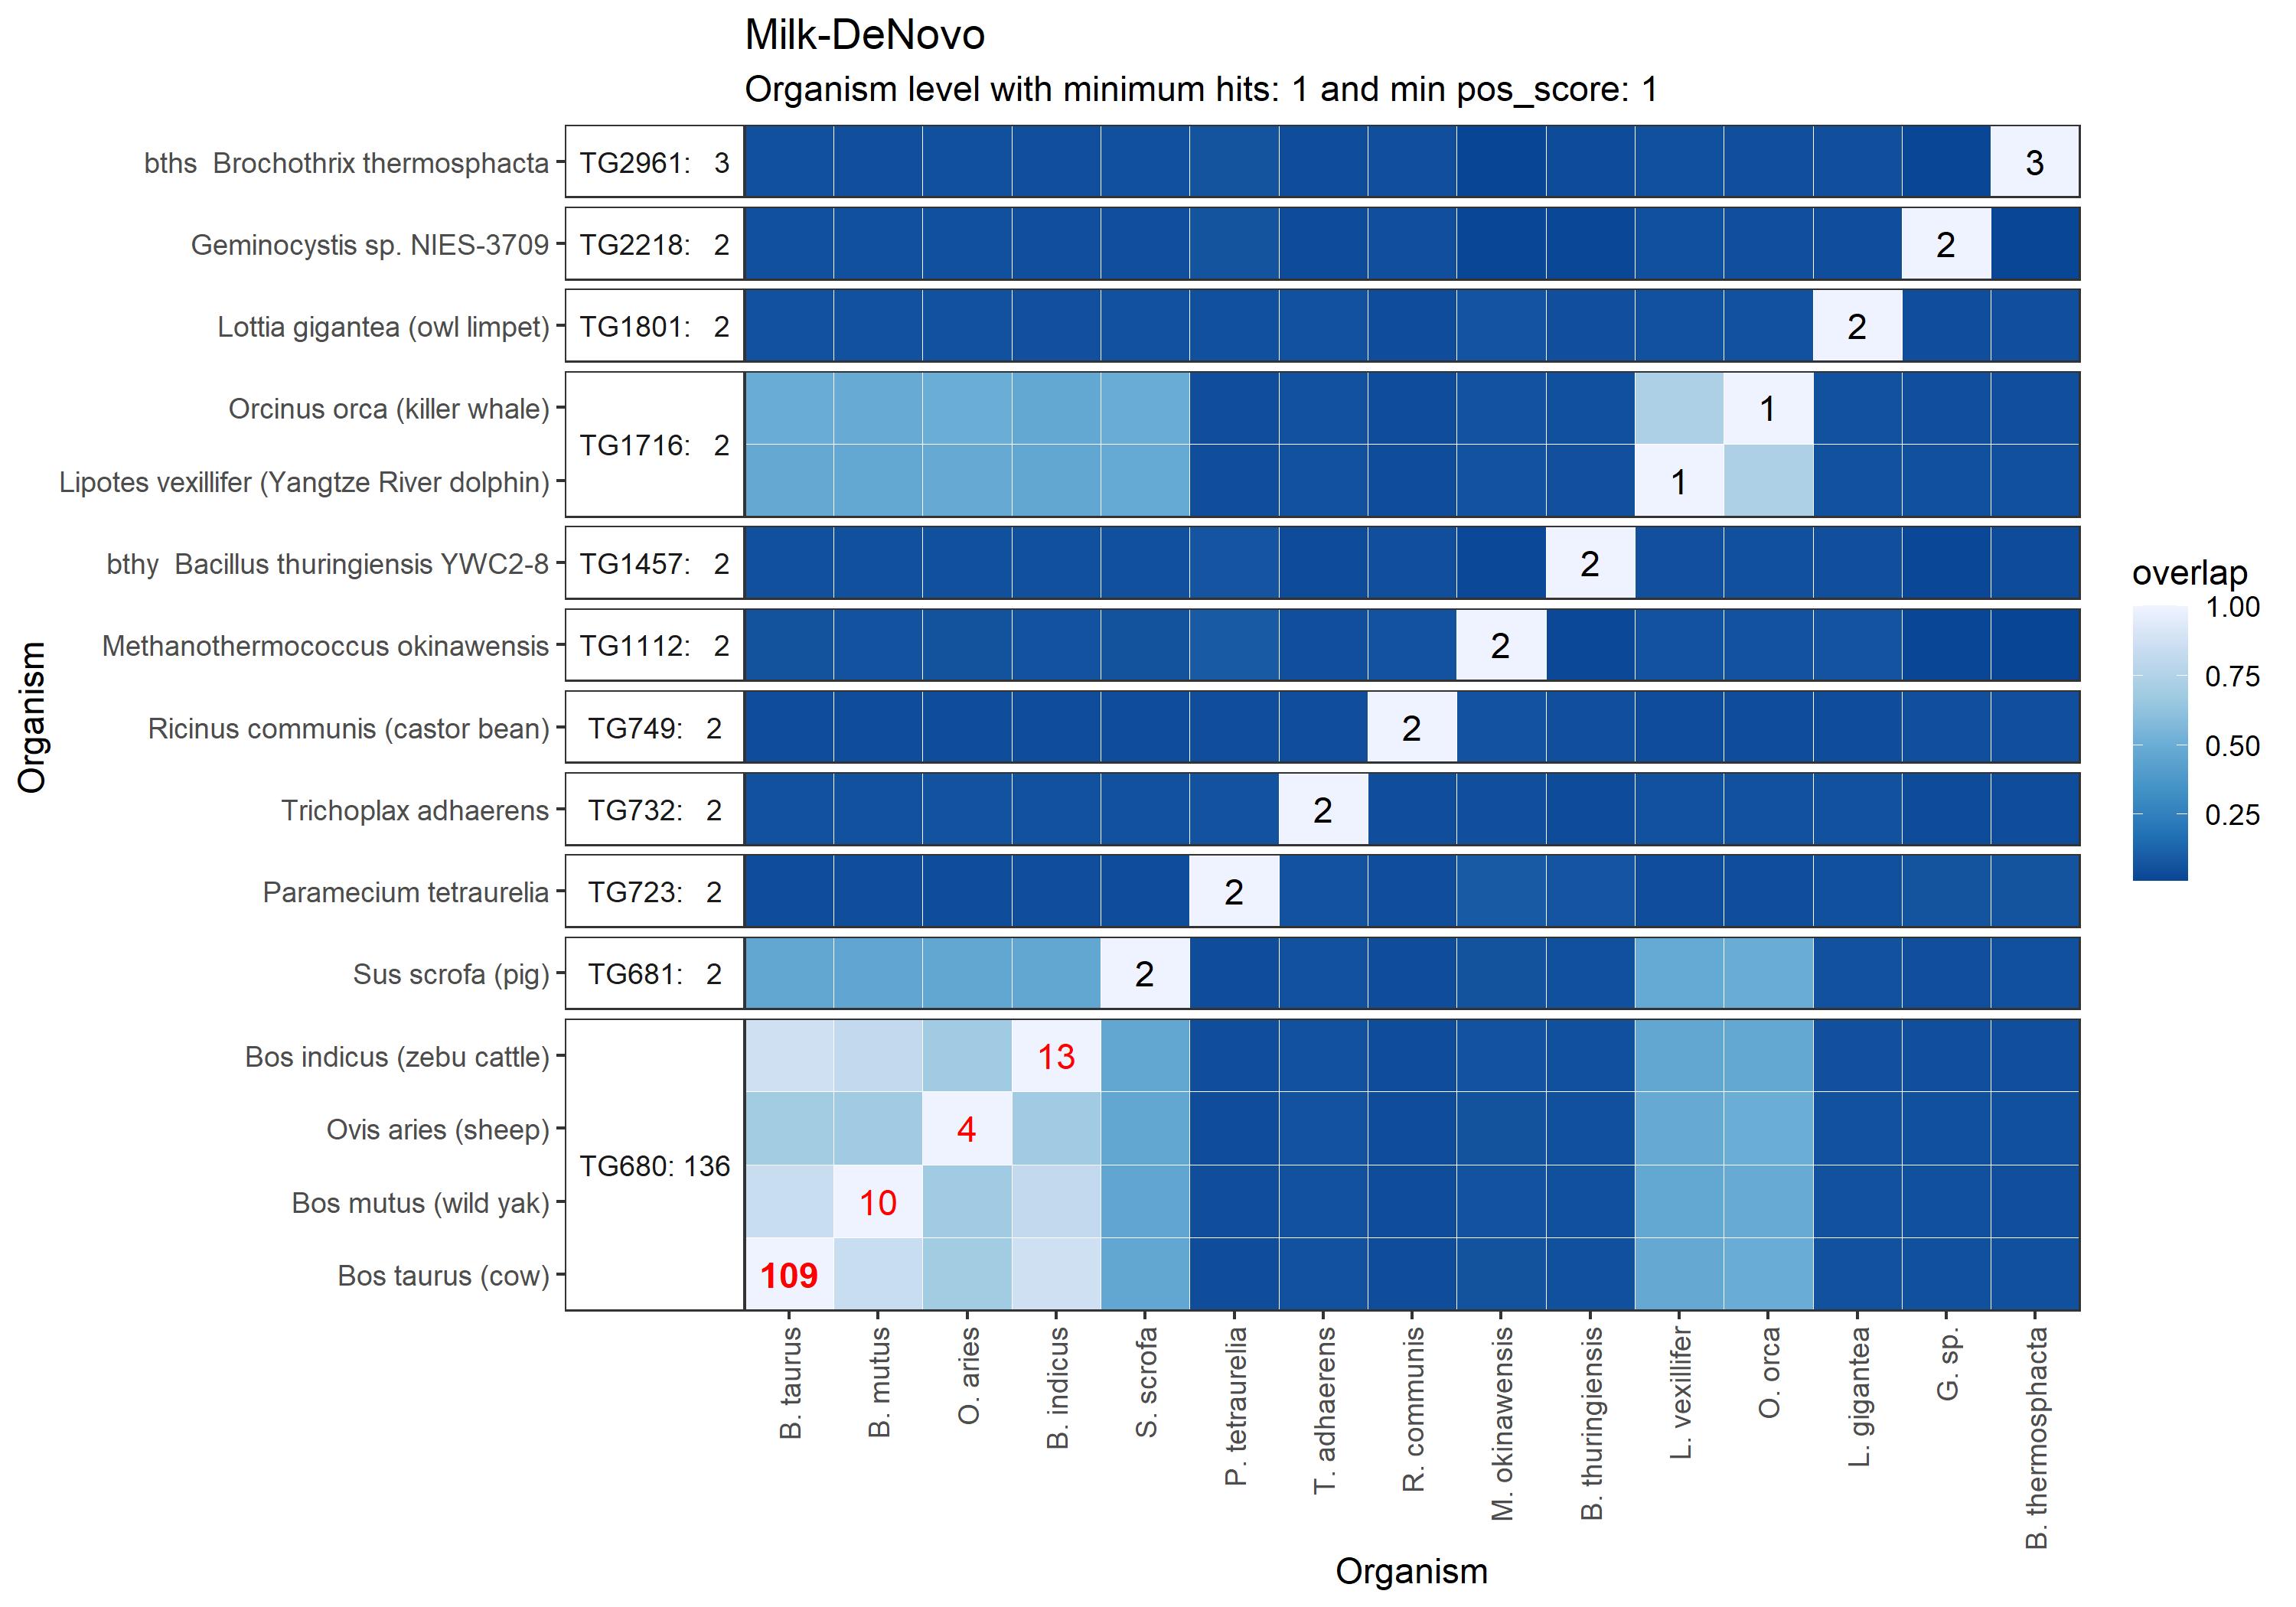 Milk-DeNovo
Organism level with minimum hits: 1 and min pos_score: 1
bths  Brochothrix thermosphacta TG2961: 3 3
Geminocystis sp. NIES-3709 TG2218: 2 2
Lottia gigantea (owl limpet) TG1801: 2 2
Orcinus orca (killer whale) 1
TG1716: 2
Lipotes vexillifer (Yangtze River dolphin) 1
bthy  Bacillus thuringiensis YWC2-8 TG1457: 2 2
Methanothermococcus okinawensis TG1112: 2 2
Ricinus communis (castor bean) TG749: 2 2
Trichoplax adhaerens TG732: 2 2
Paramecium tetraurelia TG723: 2 2
Sus scrofa (pig) TG681: 2 2
Bos indicus (zebu cattle) 13
Ovis aries (sheep) 4
TG680: 136
Bos mutus (wild yak) 10
Bos taurus (cow) 109
Organism
B. taurus
B. mutus
O. aries
B. indicus
S. scrofa
P. tetraurelia
T. adhaerens
R. communis
M. okinawensis
B. thuringiensis
L. vexillifer
O. orca
L. gigantea
G. sp.
B. thermosphacta
Organism
overlap
1.00
0.75
0.50
0.25